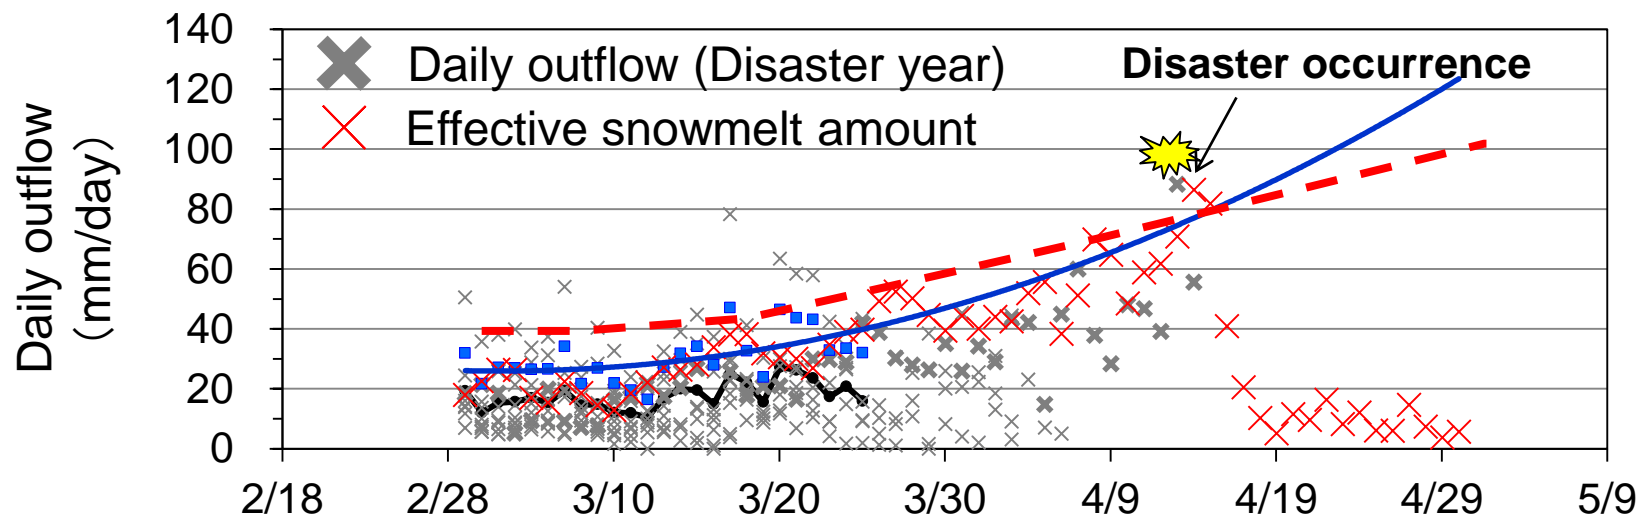 140
120
100
80
60
40
20
0
Daily outflow
(mm/day)
Daily outflow (Disaster year)
Effective snowmelt amount
Disaster occurrence
2/18 2/28 3/10 3/20 3/30 4/9 4/19 4/29 5/9